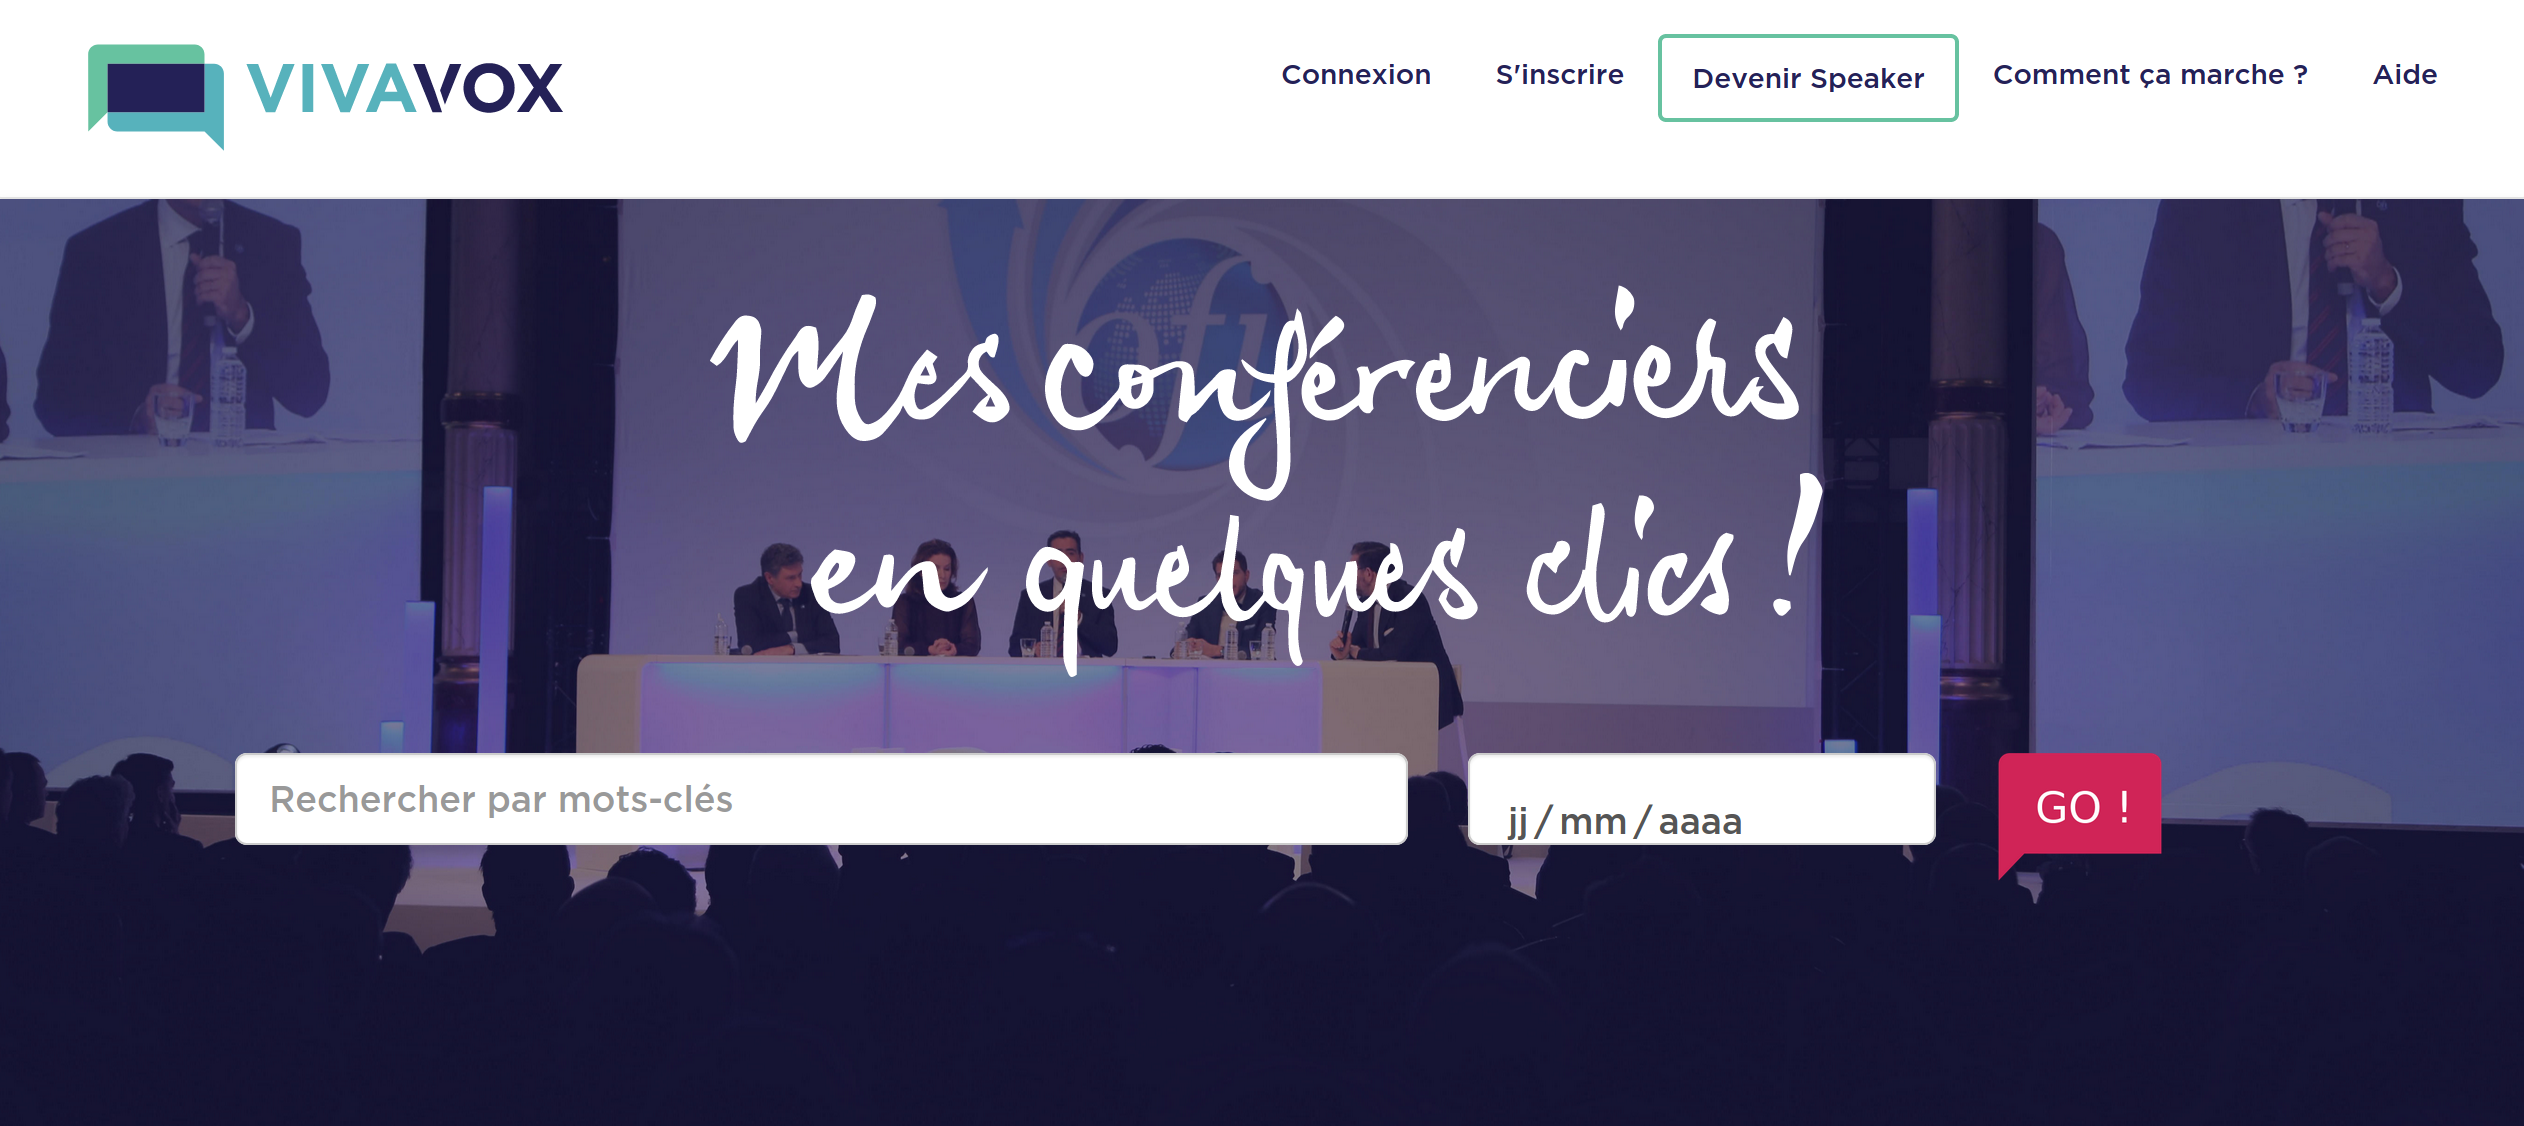 VIVAVOX
Connexion S'inscrire Devenir Speaker Comment ça marche ? Aide
ofi
Mes conférenciers
en quelques clics !
Rechercher par mots-clés
jj / mm / aaaa
GO !